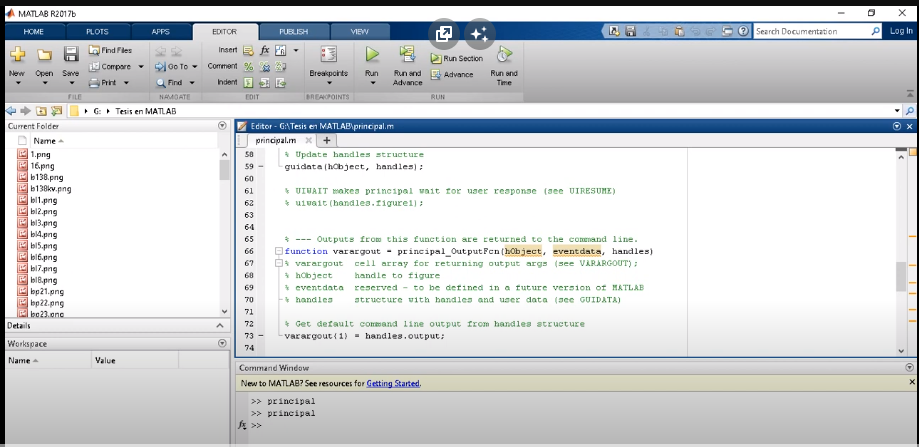 MATLAB R2017b
HOME PLOTS APPS EDITOR PUBLISH VIEW Search Documentation Log In
New Open Save Find Files Compare Print Go To Find Insert Comment Indent Breakpoints Run Run and Advance Run Section Advance Run and Time
FILE NAVIGATE EDIT BREAKPOINTS RUN
G: Tesis en MATLAB
Current Folder
Name
1.png
16.png
b138.png
b138kv.png
bl1.png
bl2.png
bl3.png
bl4.png
bl5.png
bl6.png
bl7.png
bl8.png
bp21.png
bp22.png
bp23.png
Details
Workspace
Name Value
Editor - G:\Tesis en MATLAB\principal.m
principal.m
58 % Update handles structure
59 guidata(hObject, handles);
60
61 % UIWAIT makes principal wait for user response (see UIRESUME)
62 % uiwait(handles.figure1);
63
64
65 % --- Outputs from this function are returned to the command line.
66 function varargout = principal_OutputFcn(hObject, eventdata, handles)
67 % varargout cell array for returning output args (see VARARGOUT);
68 % hObject handle to figure
69 % eventdata reserved - to be defined in a future version of MATLAB
70 % handles structure with handles and user data (see GUIDATA)
71
72 % Get default command line output from handles structure
73 varargout{1} = handles.output;
74
Command Window
New to MATLAB? See resources for Getting Started.
>> principal
>> principal
fx >>